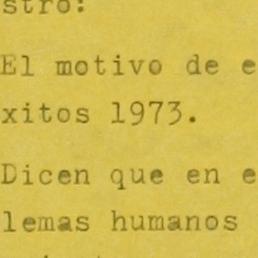 stro:
El motivo de e
xitos 1973.
Dicen que en e
lemas humanos